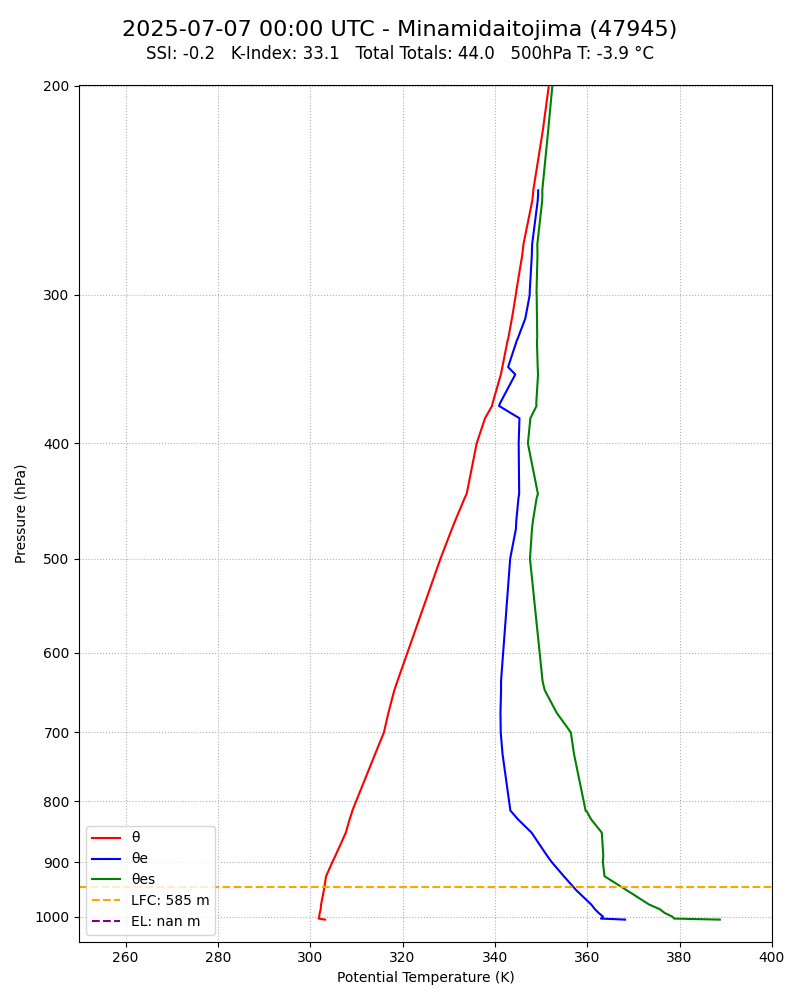 2025-07-07 00:00 UTC - Minamidaitojima (47945)
SSI: -0.2   K-Index: 33.1   Total Totals: 44.0   500hPa T: -3.9 °C
200
300
400
500
600
700
800
900
1000
Pressure (hPa)
θ
θe
θes
LFC: 585 m
EL: nan m
260
280
300
320
340
360
380
400
Potential Temperature (K)